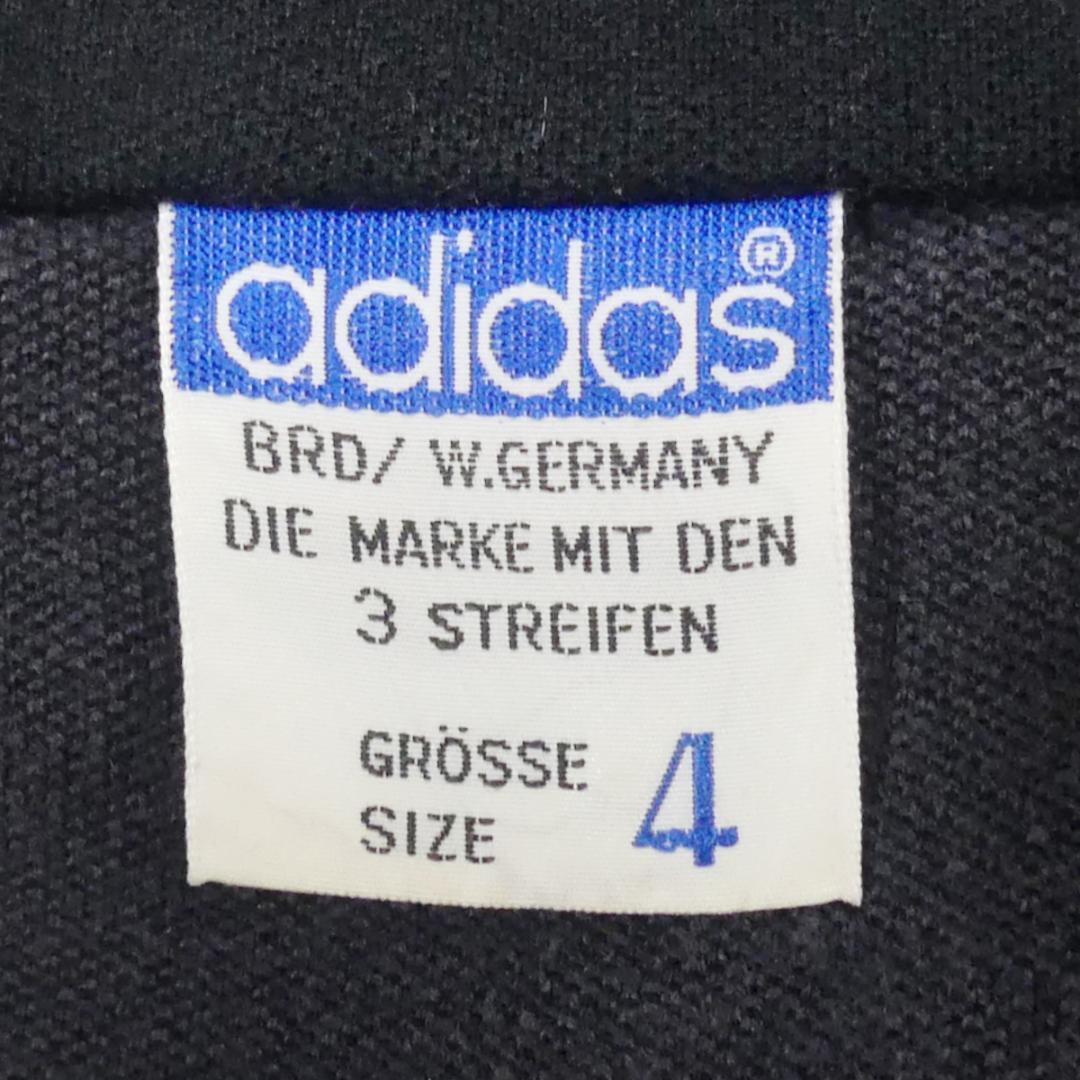 adidas®
BRD/ W.GERMANY
DIE MARKE MIT DEN
3 STREIFEN
GRÖSSE
SIZE 4